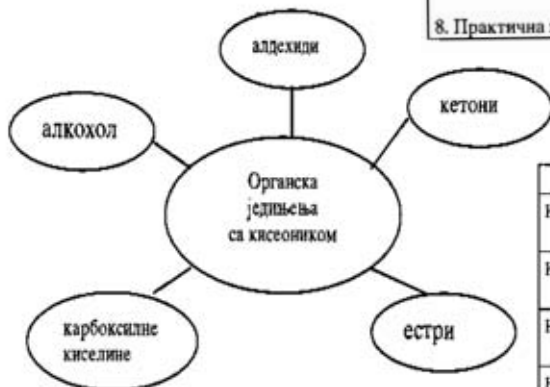 8. Практична
алдехиди
алкохол
кетони
Органска
једињења
са кисеоником
карбоксилне
киселине
естри